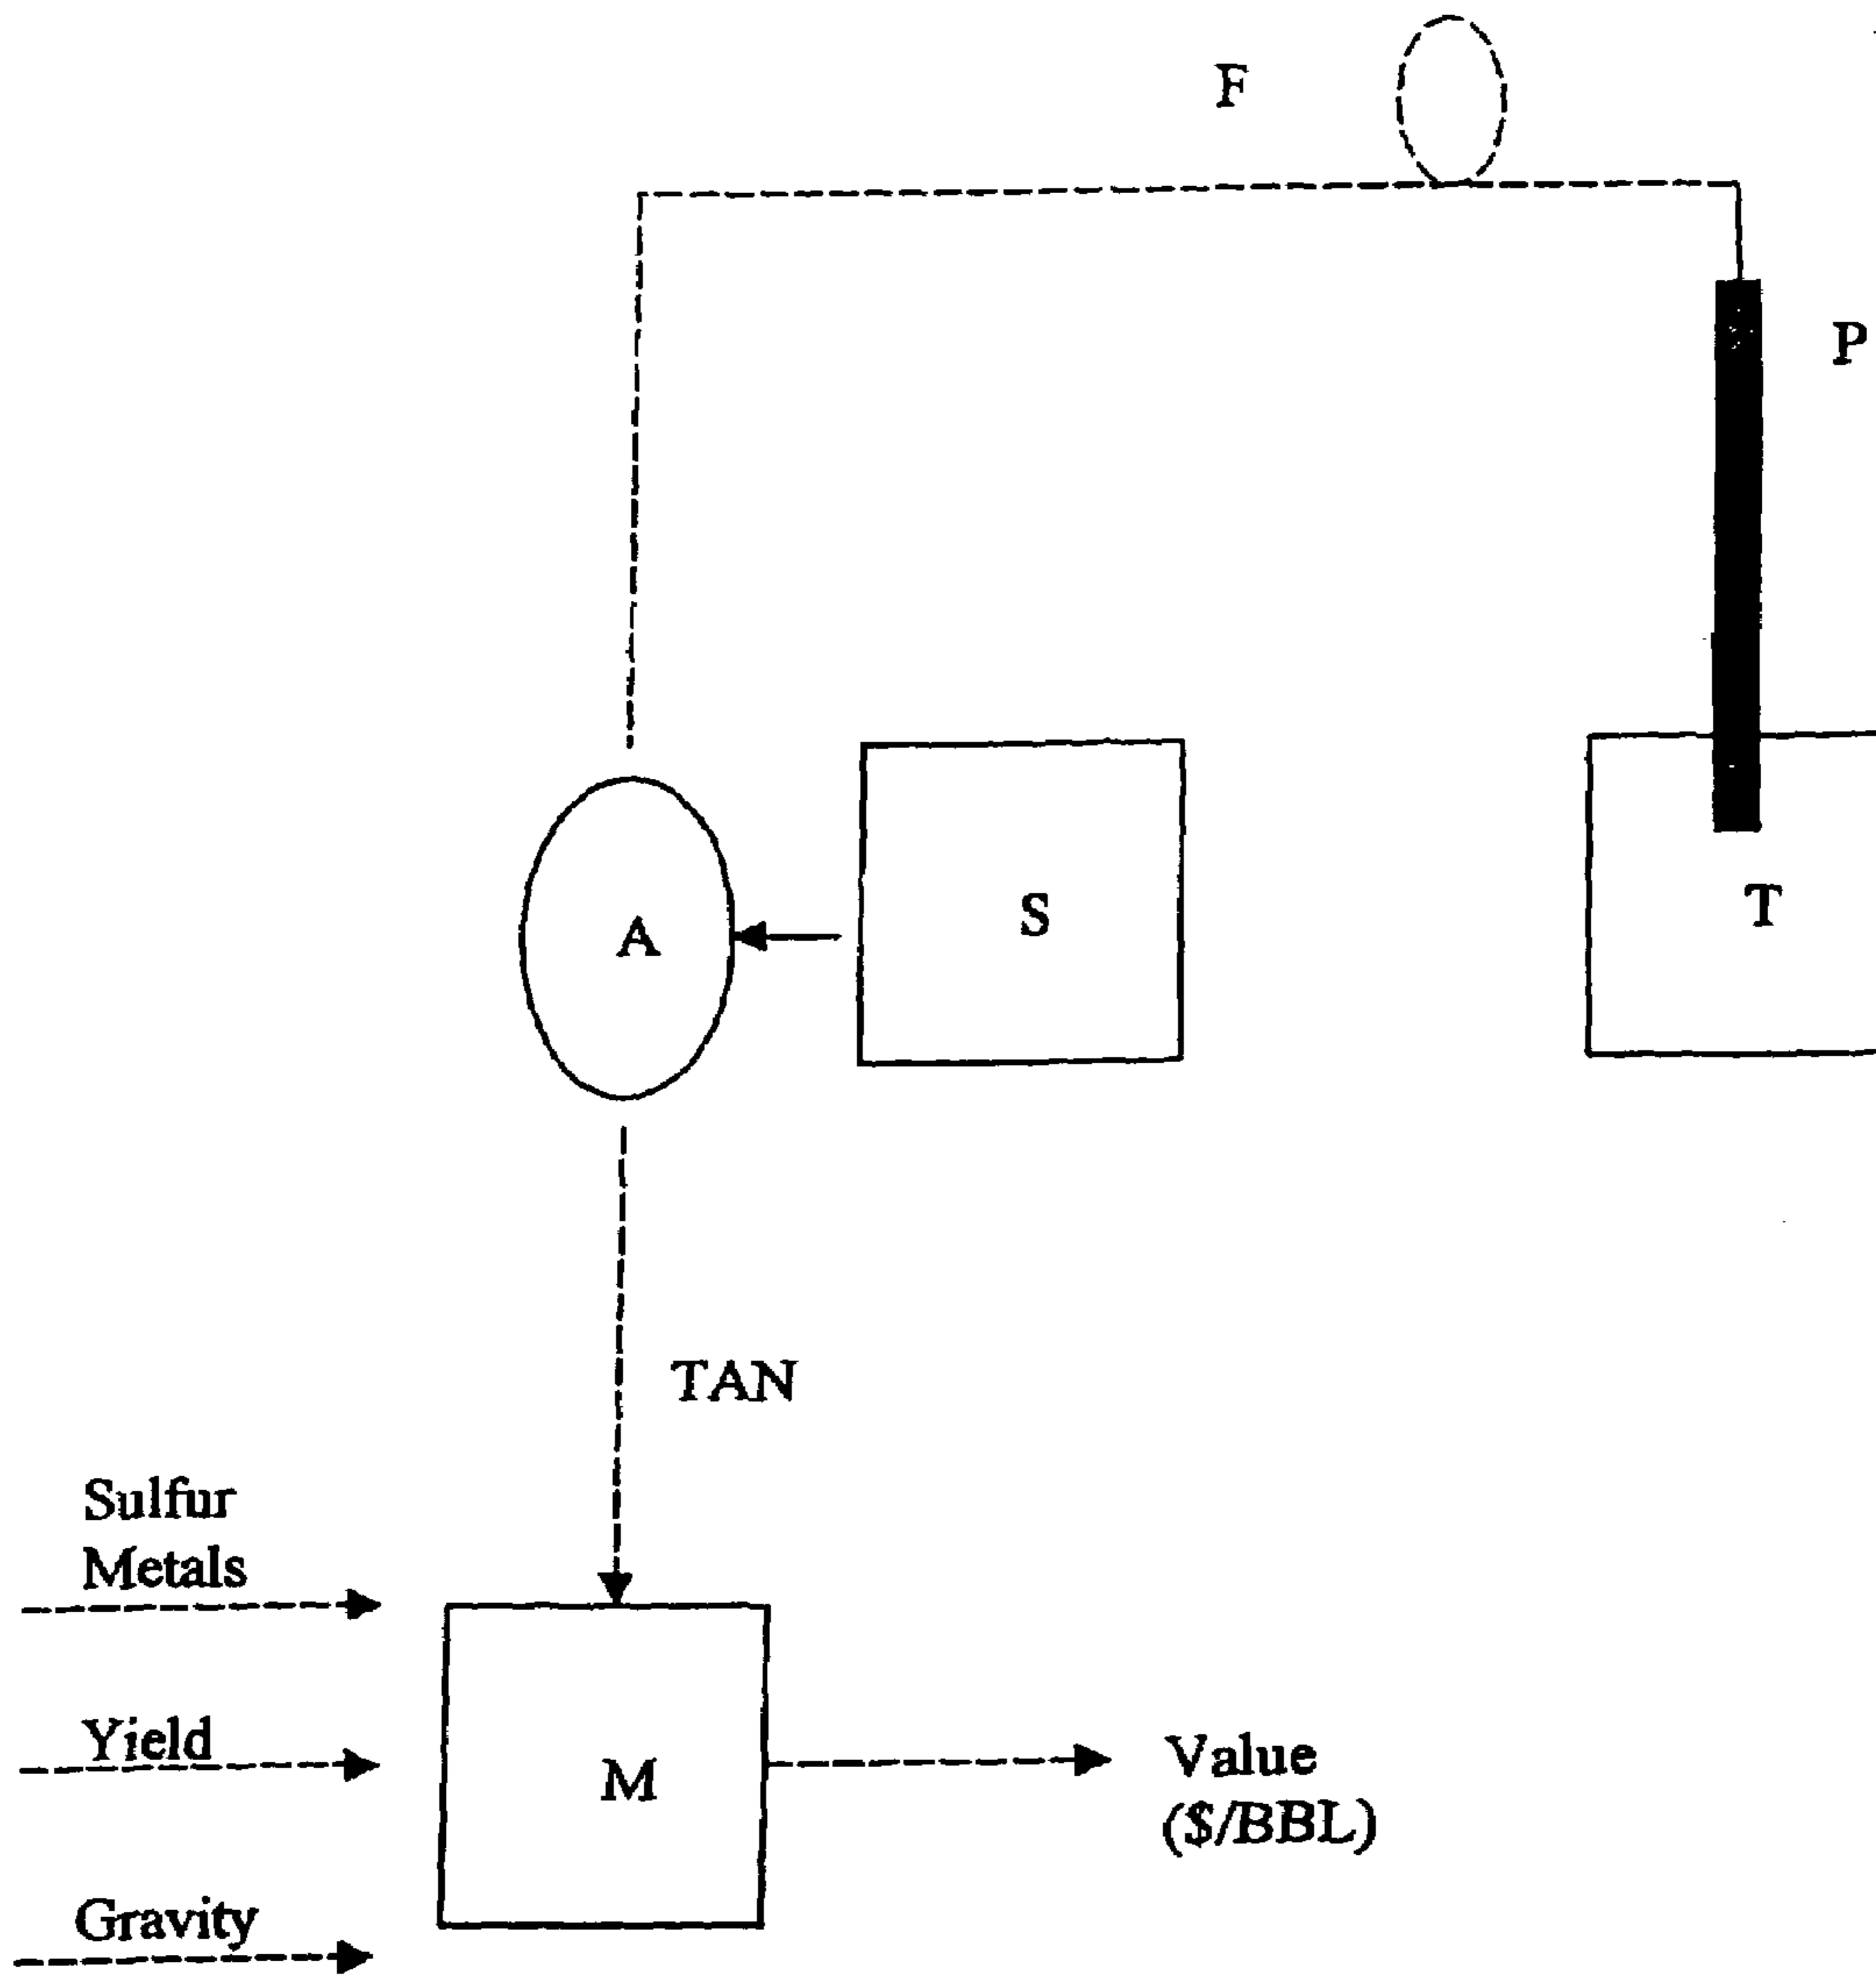 F
P
A
S
T
TAN
Sulfur
Metals
Yield
M
Value
($/BBL)
Gravity